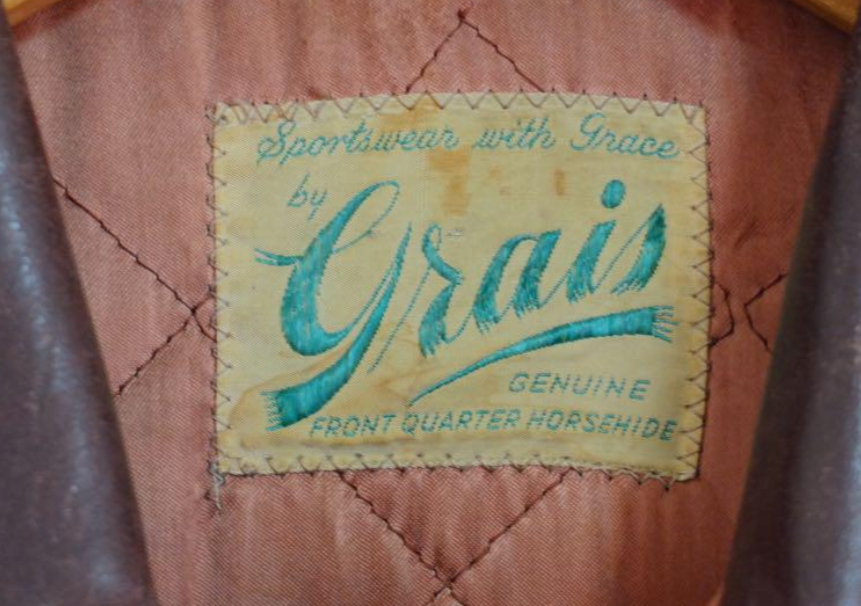 Sportswear with Grace
by
Grais
GENUINE
FRONT QUARTER HORSEHIDE